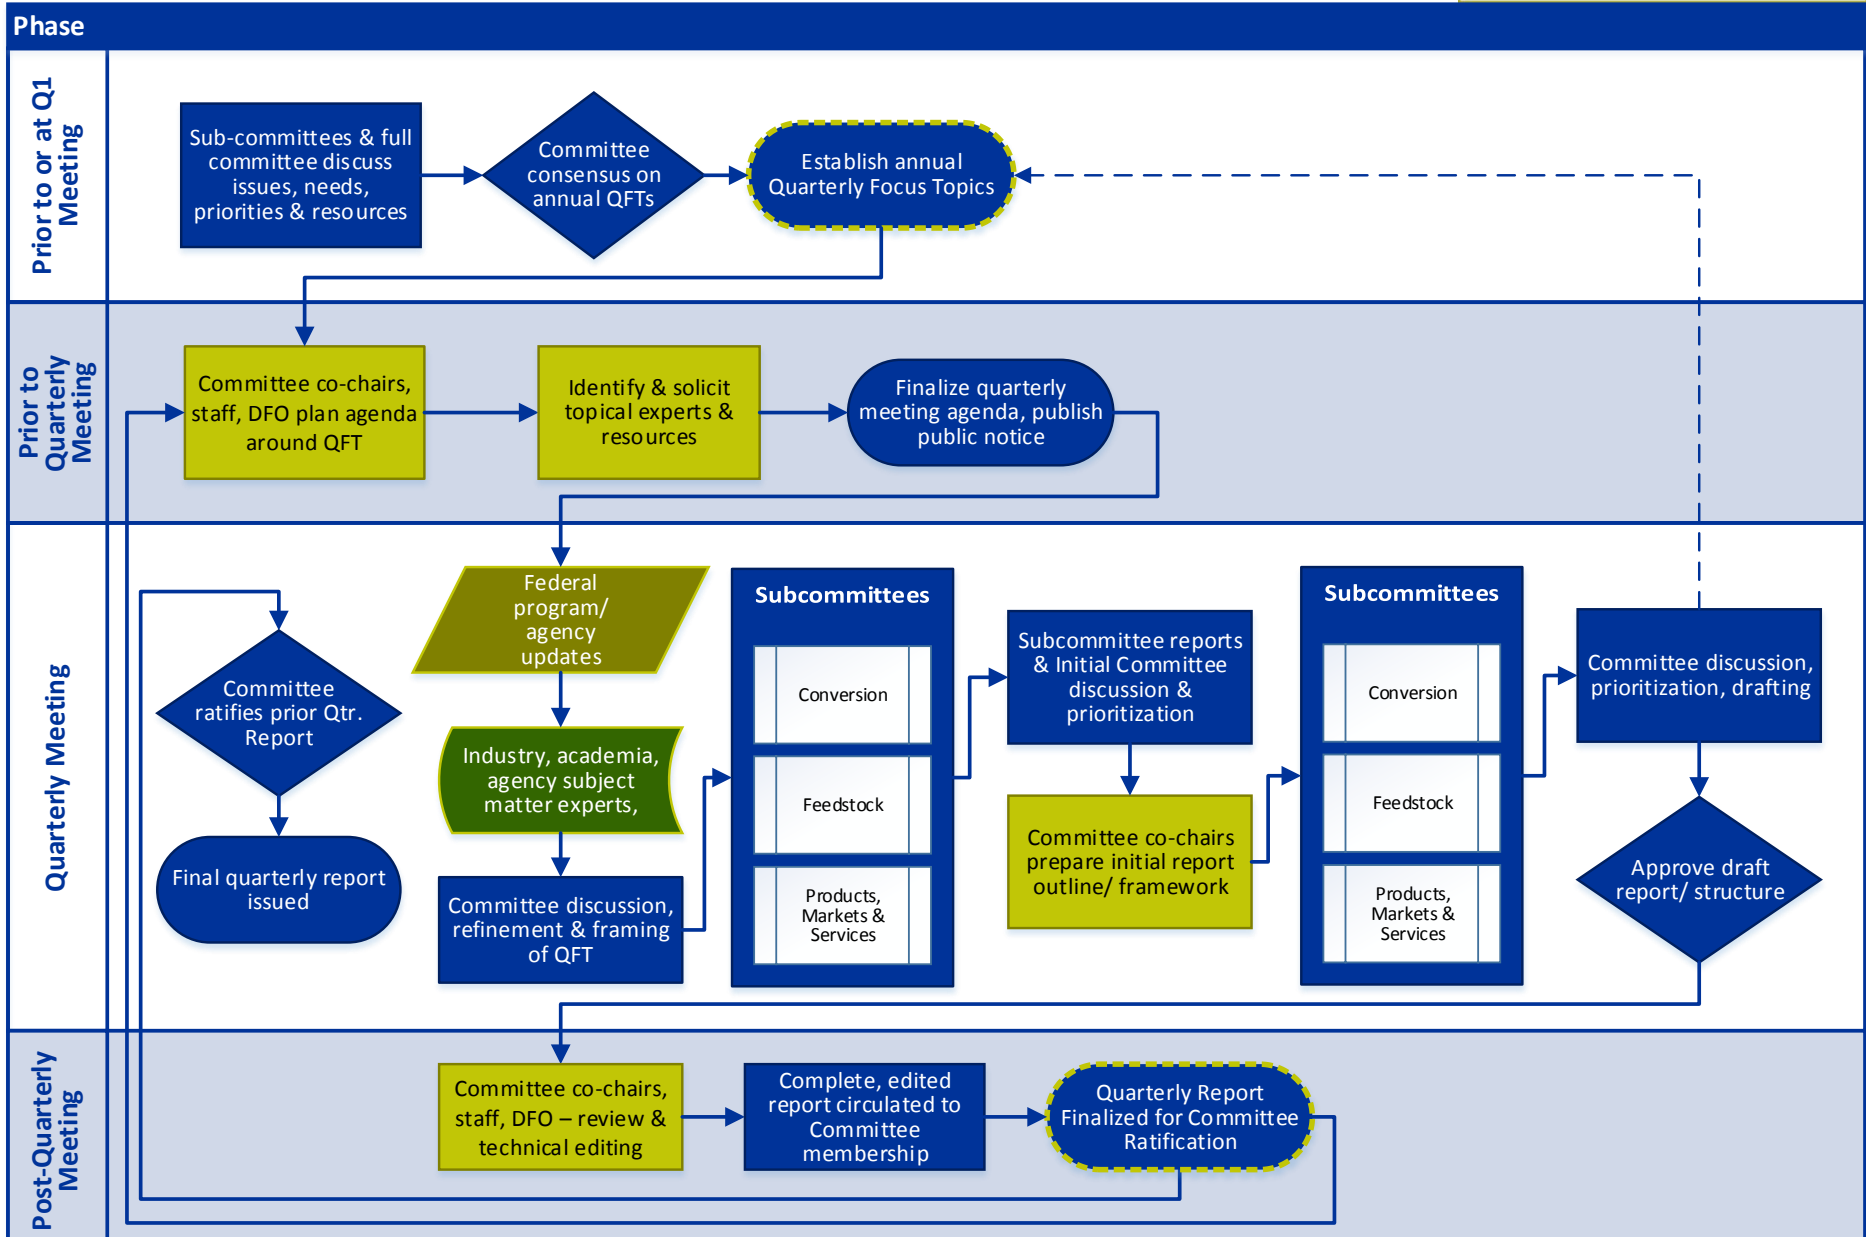 Phase
Prior to or at Q1
Meeting
Sub-committees & full
committee discuss
issues, needs,
priorities & resources
Committee
consensus on
annual QFTs
Establish annual
Quarterly Focus Topics
Prior to
Quarterly
Meeting
Committee co-chairs,
staff, DFO plan agenda
around QFT
Identify & solicit
topical experts &
resources
Finalize quarterly
meeting agenda, publish
public notice
Quarterly Meeting
Committee
ratifies prior Qtr.
Report
Final quarterly report
issued
Federal
program/
agency
updates
Industry, academia,
agency subject
matter experts,
Committee discussion,
refinement & framing
of QFT
Subcommittees
Conversion
Feedstock
Products,
Markets &
Services
Subcommittee reports
& Initial Committee
discussion &
prioritization
Committee co-chairs
prepare initial report
outline/ framework
Subcommittees
Conversion
Feedstock
Products,
Markets &
Services
Committee discussion,
prioritization, drafting
Approve draft
report/ structure
Post-Quarterly
Meeting
Committee co-chairs,
staff, DFO – review &
technical editing
Complete, edited
report circulated to
Committee
membership
Quarterly Report
Finalized for Committee
Ratification